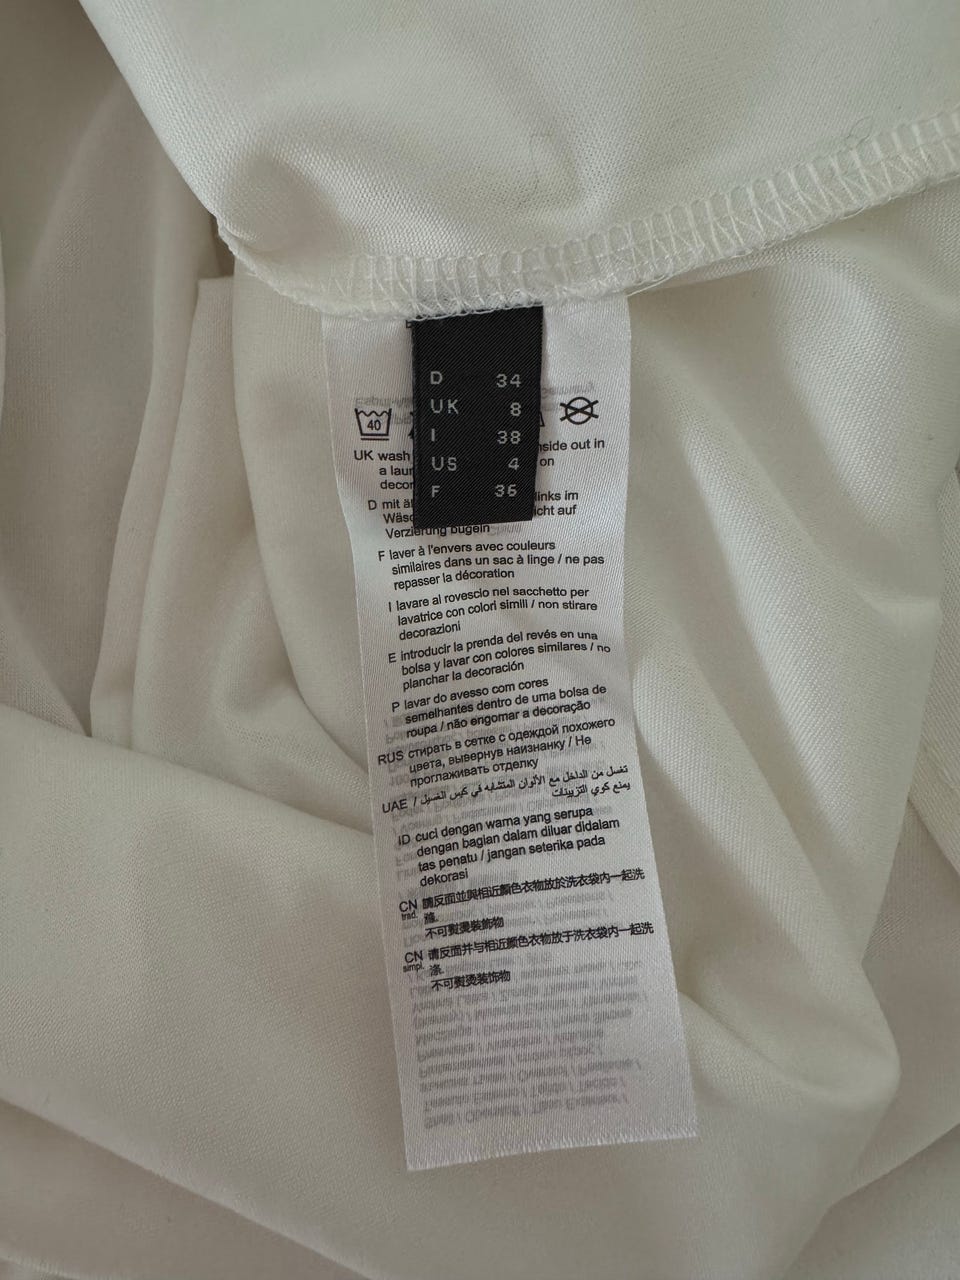 D 34
UK 8
I 38
US 4
F 36
40
UK wash inside out in
a laun on
decor
D mit äh links im
Wäsc icht auf
Verzierung bügeln
F laver à l'envers avec couleurs
similaires dans un sac à linge / ne pas
repasser la décoration
I lavare al rovescio nel sacchetto per
lavatrice con colori simili / non stirare
decorazioni
E introducir la prenda del revés en una
bolsa y lavar con colores similares / no
planchar la decoración
P lavar do avesso com cores
semelhantes dentro de uma bolsa de
roupa / não engomar a decoração
RUS стирать в сетке с одеждой похожего
цвета, вывернув наизнанку / Не
проглаживать отделку
UAE / تغسل من الداخل مع الألوان المتشابه في كيس الغسيل
يمنع كوي التزيينات
ID cuci dengan warna yang serupa
dengan bagian dalam diluar didalam
tas penatu / jangan seterika pada
dekorasi
CN trad. 請反面並與相近顏色衣物放於洗衣袋内一起洗
滌.
不可熨燙裝飾物
CN simpl. 请反面并与相近颜色衣物放于洗衣袋内一起洗
涤.
不可熨烫装饰物